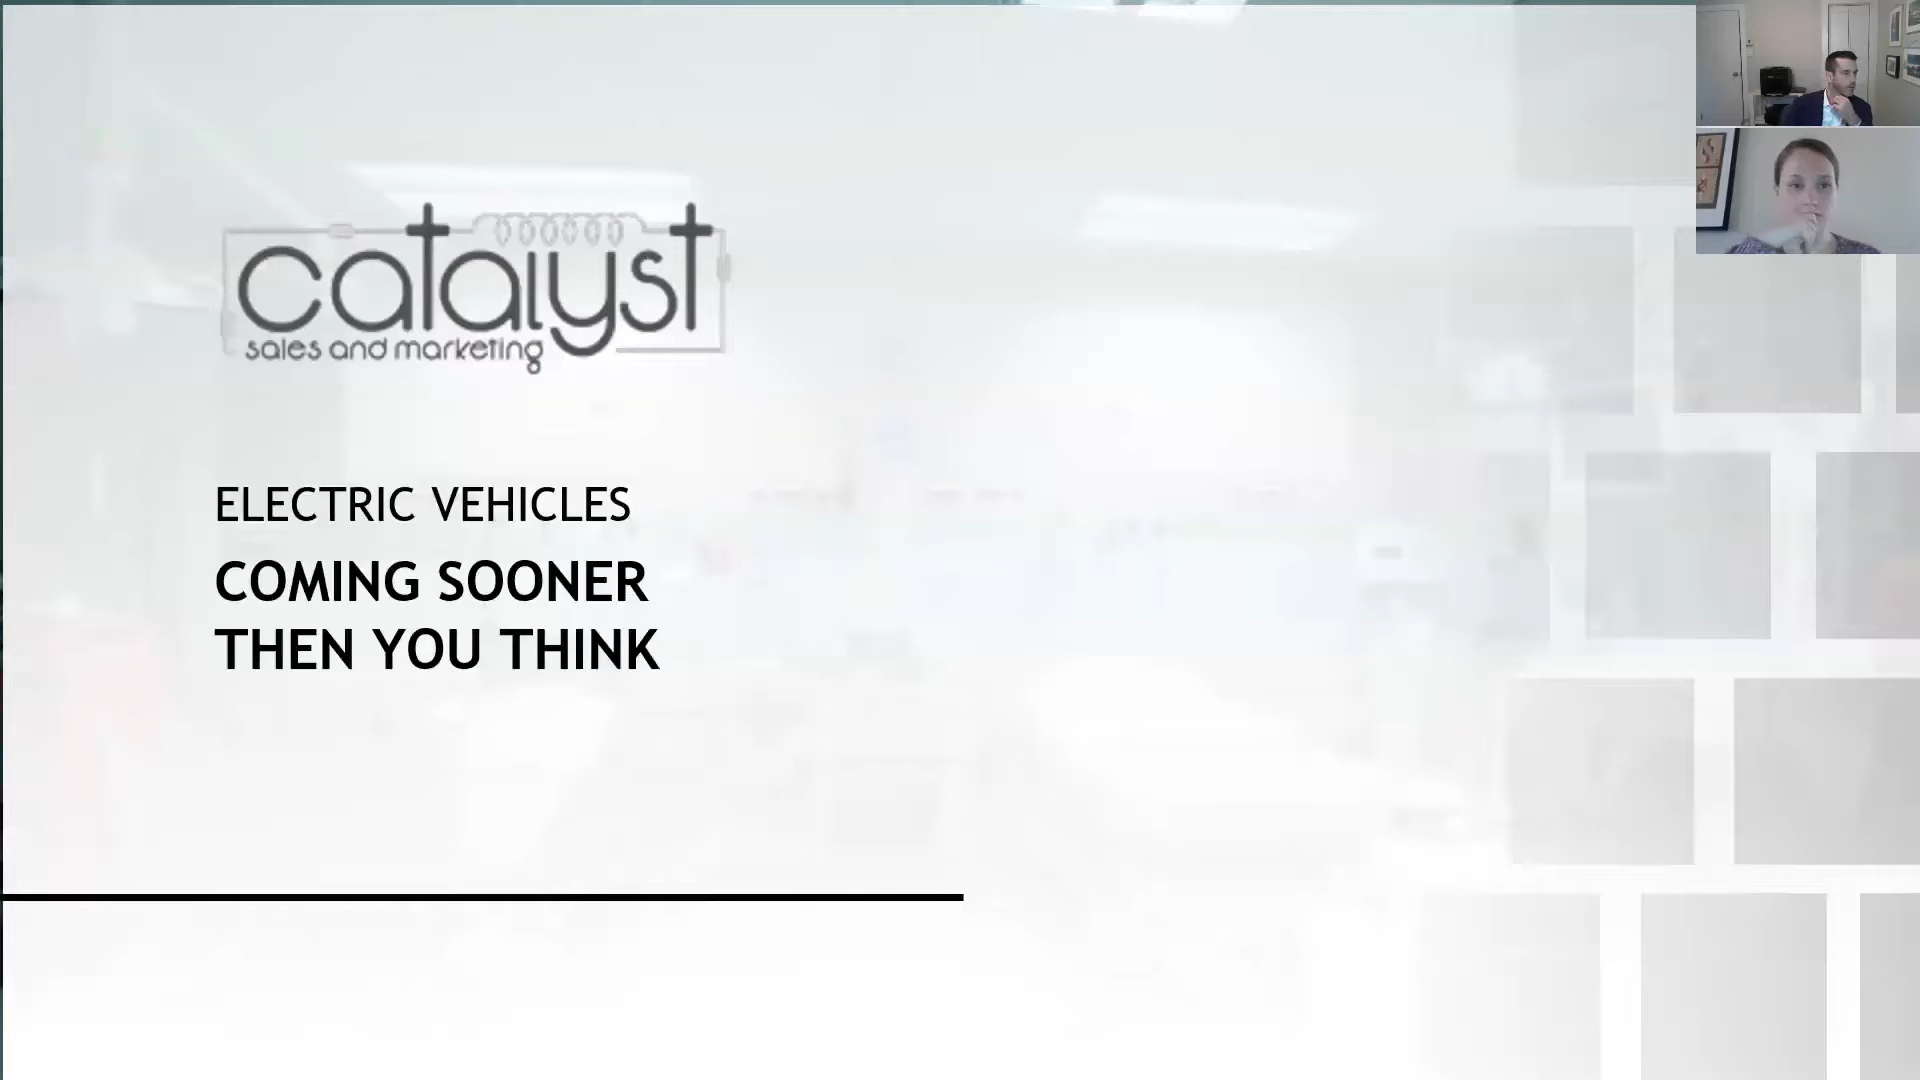 catalyst
sales and marketing
ELECTRIC VEHICLES
COMING SOONER
THEN YOU THINK